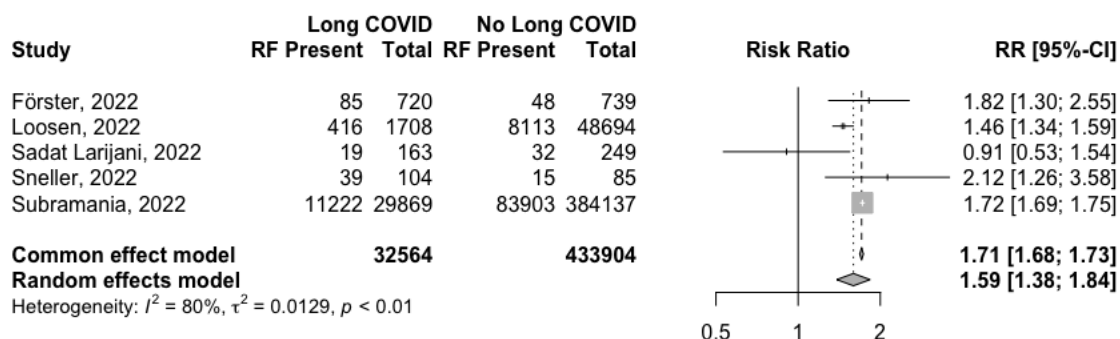 Long COVID No Long COVID
Study RF Present Total RF Present Total Risk Ratio RR [95%-CI]
Förster, 2022 85 720 48 739 1.82 [1.30; 2.55]
Loosen, 2022 416 1708 8113 48694 1.46 [1.34; 1.59]
Sadat Larijani, 2022 19 163 32 249 0.91 [0.53; 1.54]
Sneller, 2022 39 104 15 85 2.12 [1.26; 3.58]
Subramania, 2022 11222 29869 83903 384137 1.72 [1.69; 1.75]
Common effect model 32564 433904 1.71 [1.68; 1.73]
Random effects model 1.59 [1.38; 1.84]
Heterogeneity: I² = 80%, τ² = 0.0129, p < 0.01
0.5 1 2